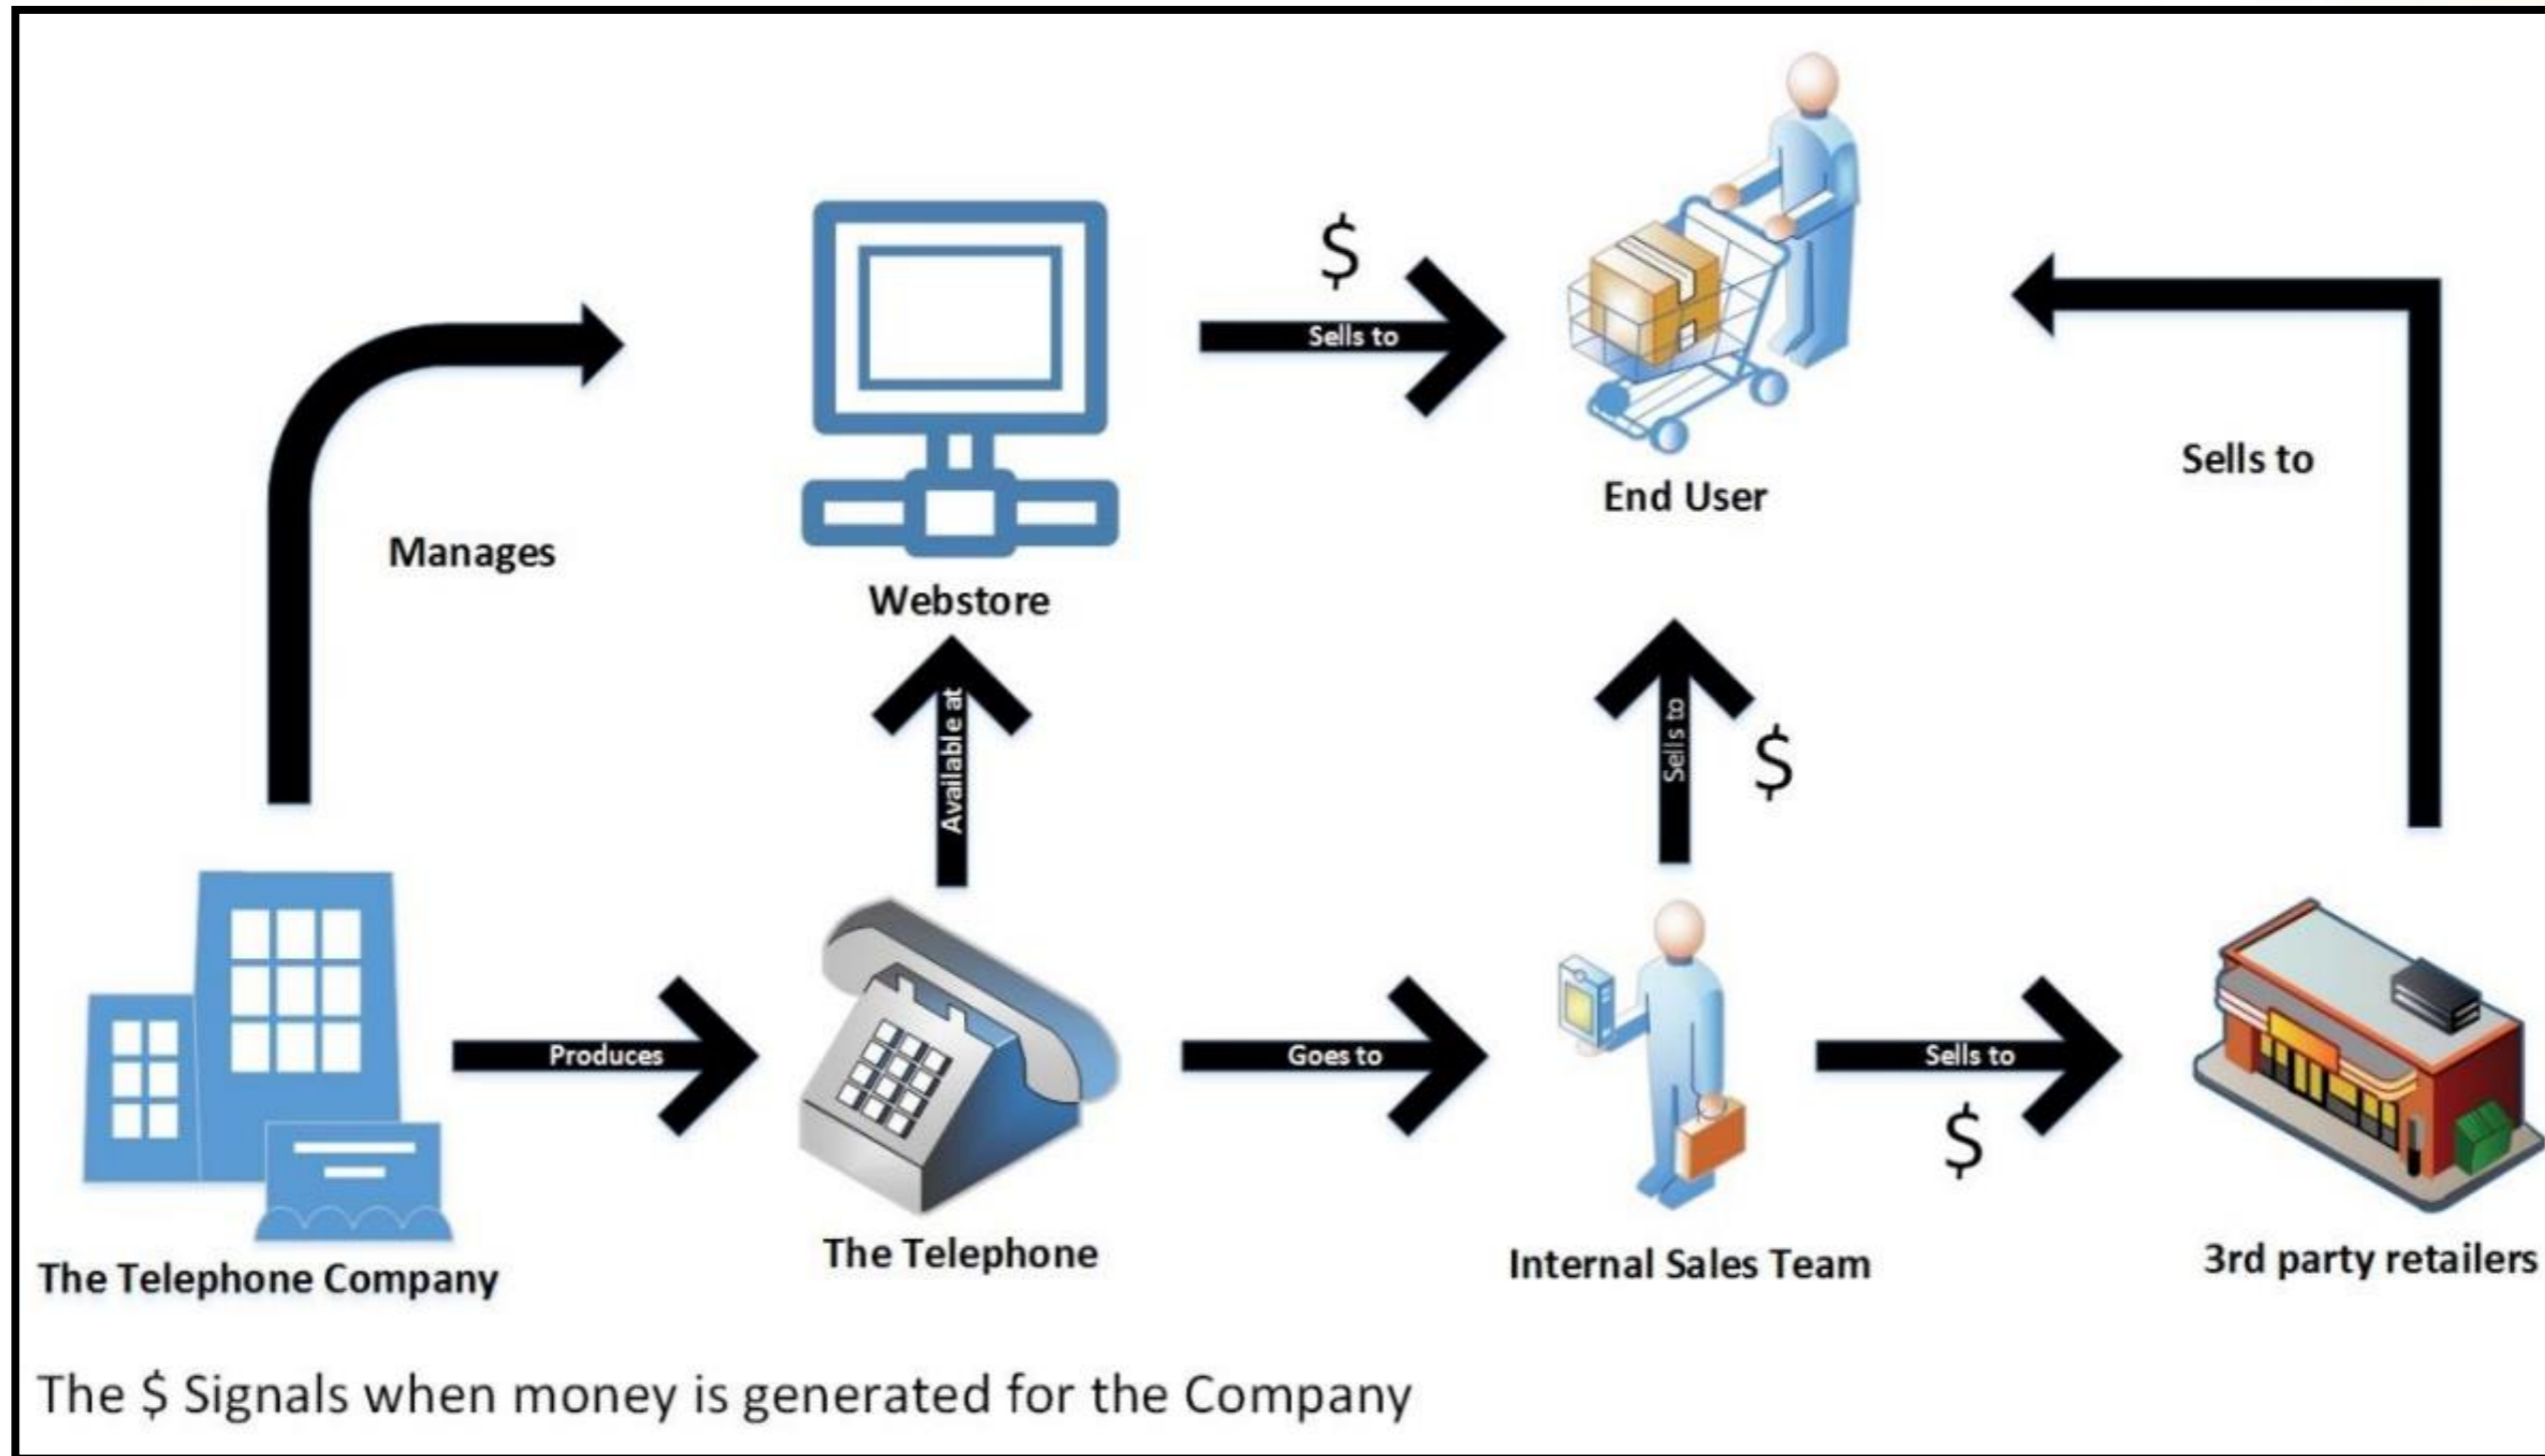 $
Sells to
Sells to
End User
Manages
Webstore
Available at
Sells to
$
Produces
Goes to
Sells to
$
The Telephone Company
The Telephone
Internal Sales Team
3rd party retailers
The $ Signals when money is generated for the Company